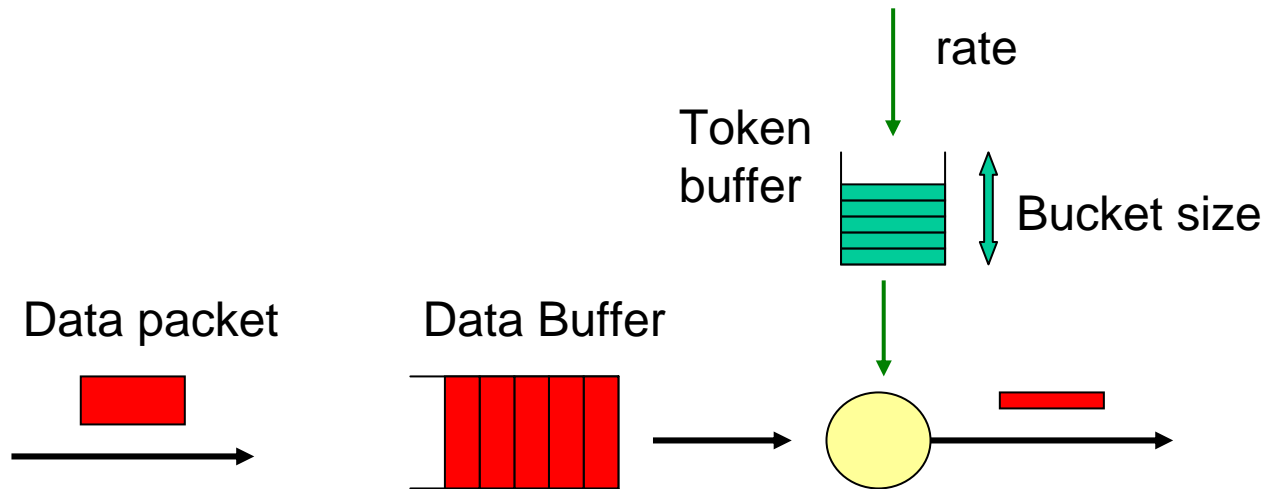 rate
Token
buffer
Bucket size
Data packet
Data Buffer